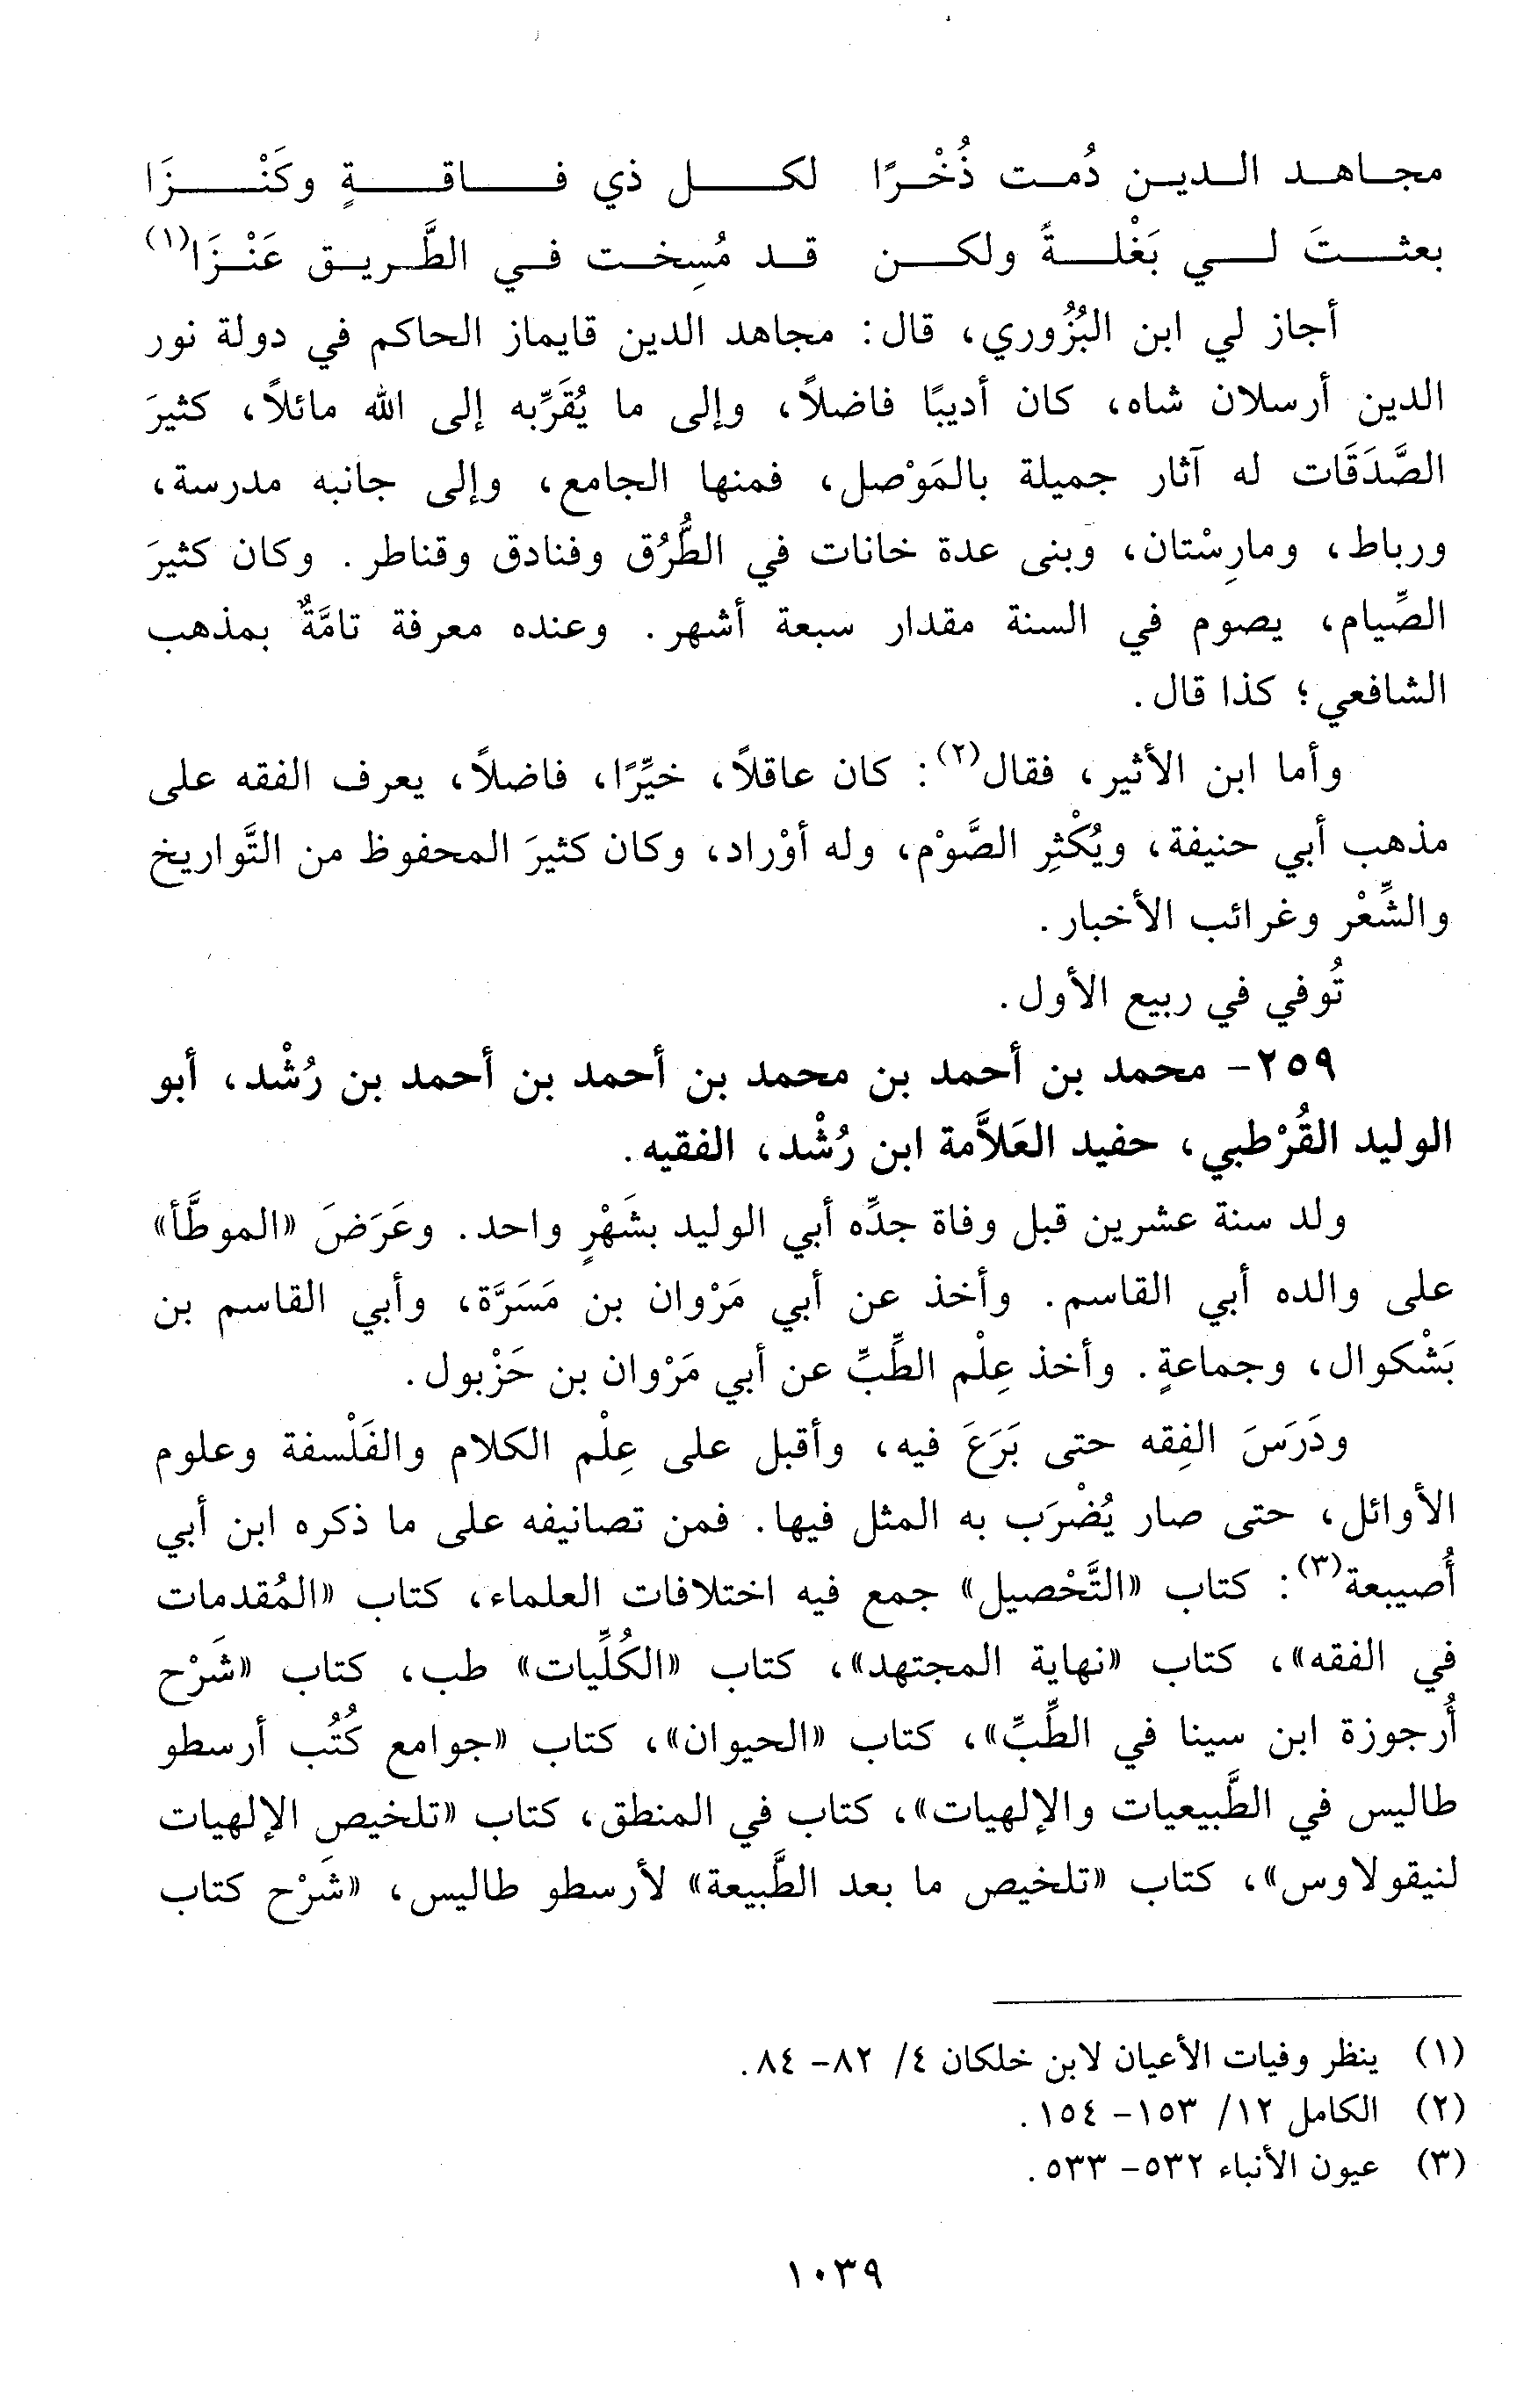 مجاهد الدين دُمت ذُخْرًا لكل ذي فاقةٍ وكَنْزَا
بعثتَ لي بَغْلةً ولكن قد مُسِخت في الطَّريق عَنْزَا(١)
أجاز لي ابن البُزُوري، قال: مجاهد الدين قايماز الحاكم في دولة نور
الدين أرسلان شاه، كان أديبًا فاضلاً، وإلى ما يُقَرِّبه إلى الله مائلاً، كثيرَ
الصَّدَقَات له آثار جميلة بالمَوْصل، فمنها الجامع، وإلى جانبه مدرسة،
ورباط، ومارِسْتان، وبنى عدة خانات في الطُّرُق وفنادق وقناطر. وكان كثيرَ
الصِّيام، يصوم في السنة مقدار سبعة أشهر. وعنده معرفة تامَّةٌ بمذهب
الشافعي؛ كذا قال.
وأما ابن الأثير، فقال(٢): كان عاقلاً، خيِّرًا، فاضلاً، يعرف الفقه على
مذهب أبي حنيفة، ويُكْثِر الصَّوْم، وله أوْراد، وكان كثيرَ المحفوظ من التَّواريخ
والشِّعْر وغرائب الأخبار.
تُوفي في ربيع الأول.
٢٥٩- محمد بن أحمد بن محمد بن أحمد بن أحمد بن رُشْد، أبو
الوليد القُرْطبي، حفيد العَلاَّمة ابن رُشْد، الفقيه.
ولد سنة عشرين قبل وفاة جدِّه أبي الوليد بشَهْرٍ واحد. وعَرَضَ «الموطَّأ»
على والده أبي القاسم. وأخذ عن أبي مَرْوان بن مَسَرَّة، وأبي القاسم بن
بَشْكوال، وجماعةٍ. وأخذ عِلْم الطِّبِّ عن أبي مَرْوان بن حَزْبول.
ودَرَسَ الفِقه حتى بَرَعَ فيه، وأقبل على عِلْم الكلام والفَلْسفة وعلوم
الأوائل، حتى صار يُضْرَب به المثل فيها. فمن تصانيفه على ما ذكره ابن أبي
أُصيبعة(٣): كتاب «التَّحْصيل» جمع فيه اختلافات العلماء، كتاب «المُقدمات
في الفقه»، كتاب «نهاية المجتهد»، كتاب «الكُلِّيات» طب، كتاب «شَرْح
أُرجوزة ابن سينا في الطِّبِّ»، كتاب «الحيوان»، كتاب «جوامع كُتُب أرسطو
طاليس في الطَّبيعيات والإلهيات»، كتاب في المنطق، كتاب «تلخيص الإلهيات
لنيقولاوس»، كتاب «تلخيص ما بعد الطَّبيعة» لأرسطو طاليس، «شَرْح كتاب
(١) ينظر وفيات الأعيان لابن خلكان ٤/ ٨٢- ٨٤.
(٢) الكامل ١٢/ ١٥٣- ١٥٤.
(٣) عيون الأنباء ٥٣٢- ٥٣٣.
١٠٣٩